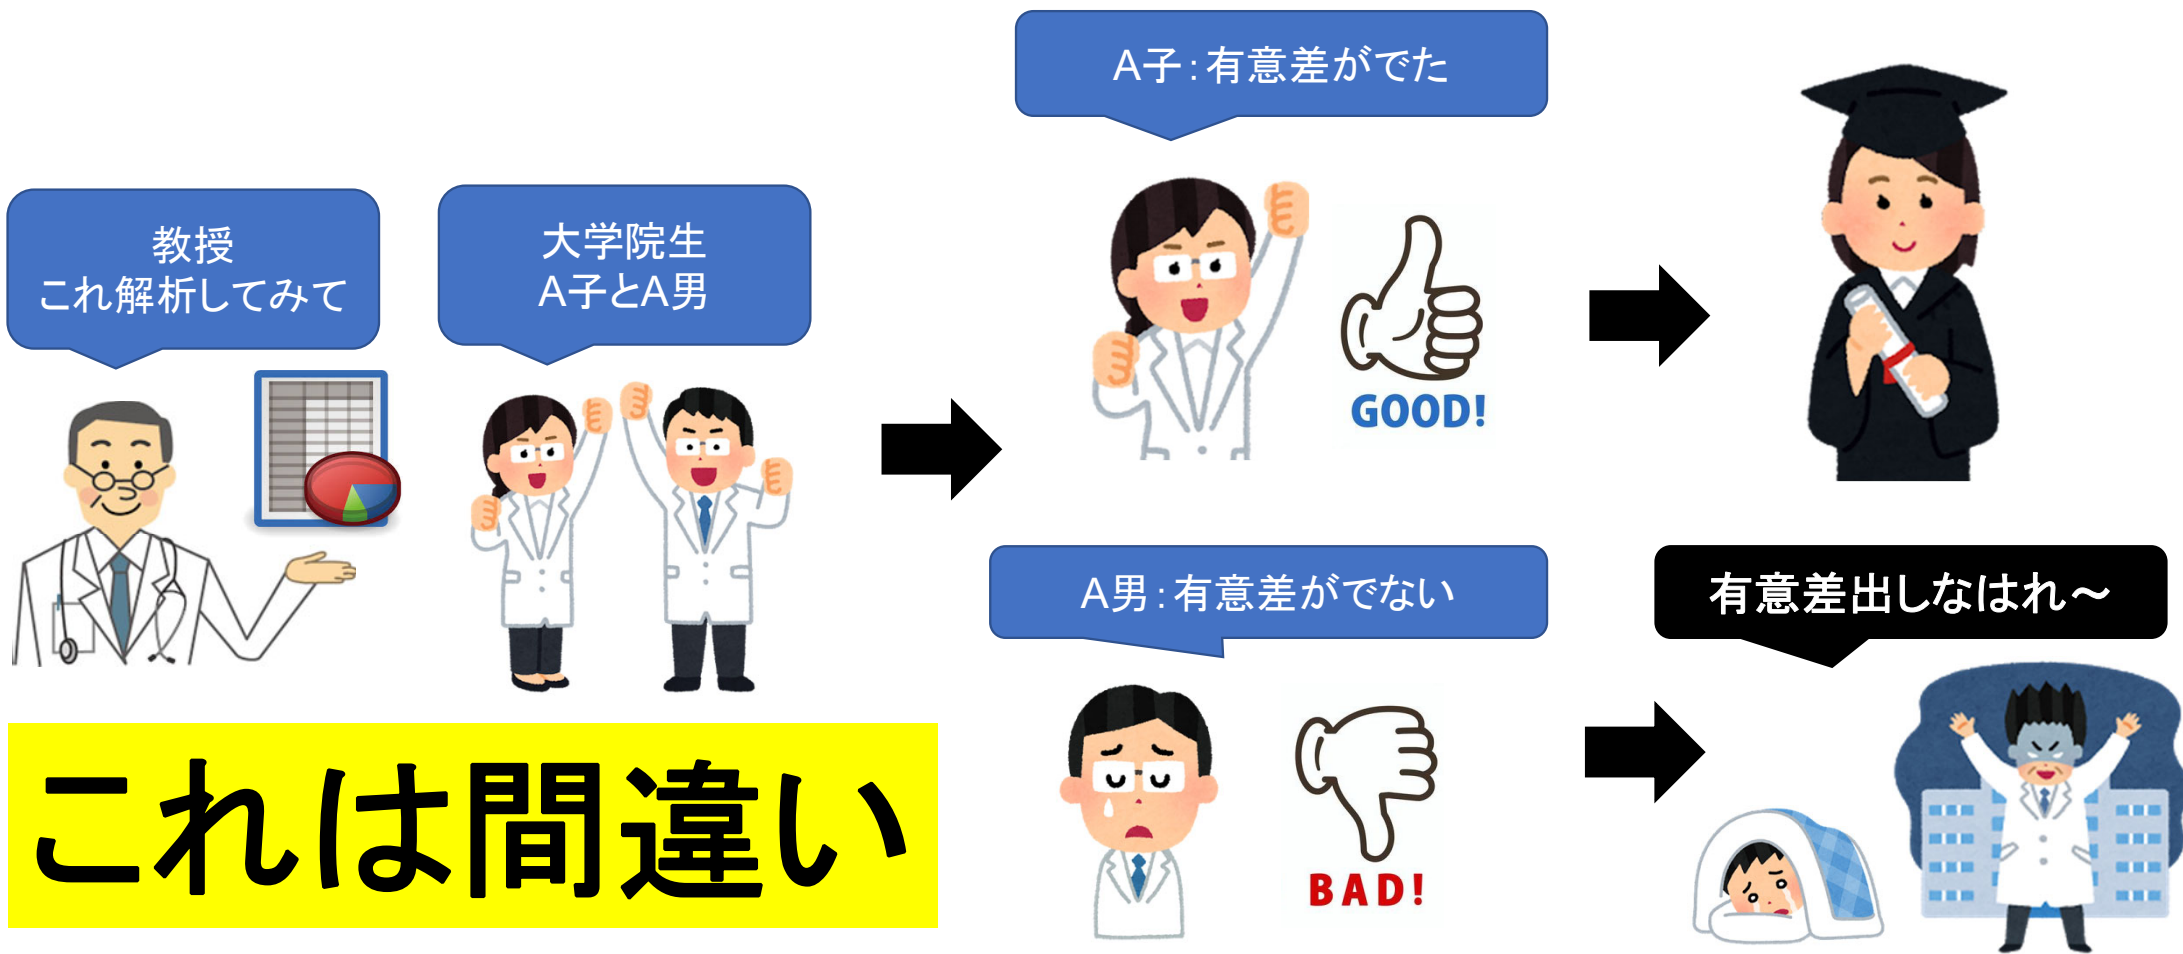 教授
これ解析してみて
大学院生
A子とA男
A子：有意差がでた
GOOD!
A男：有意差がでない
BAD!
有意差出しなはれ～
これは間違い